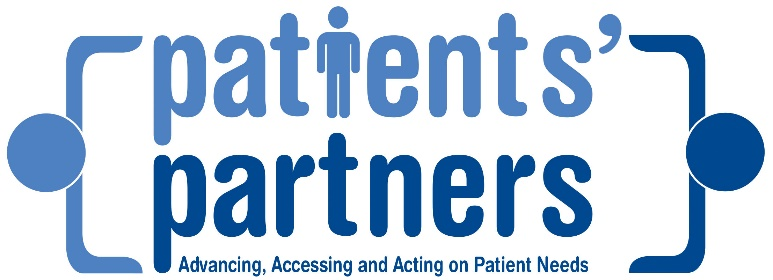 patients'
partners
Advancing, Accessing and Acting on Patient Needs